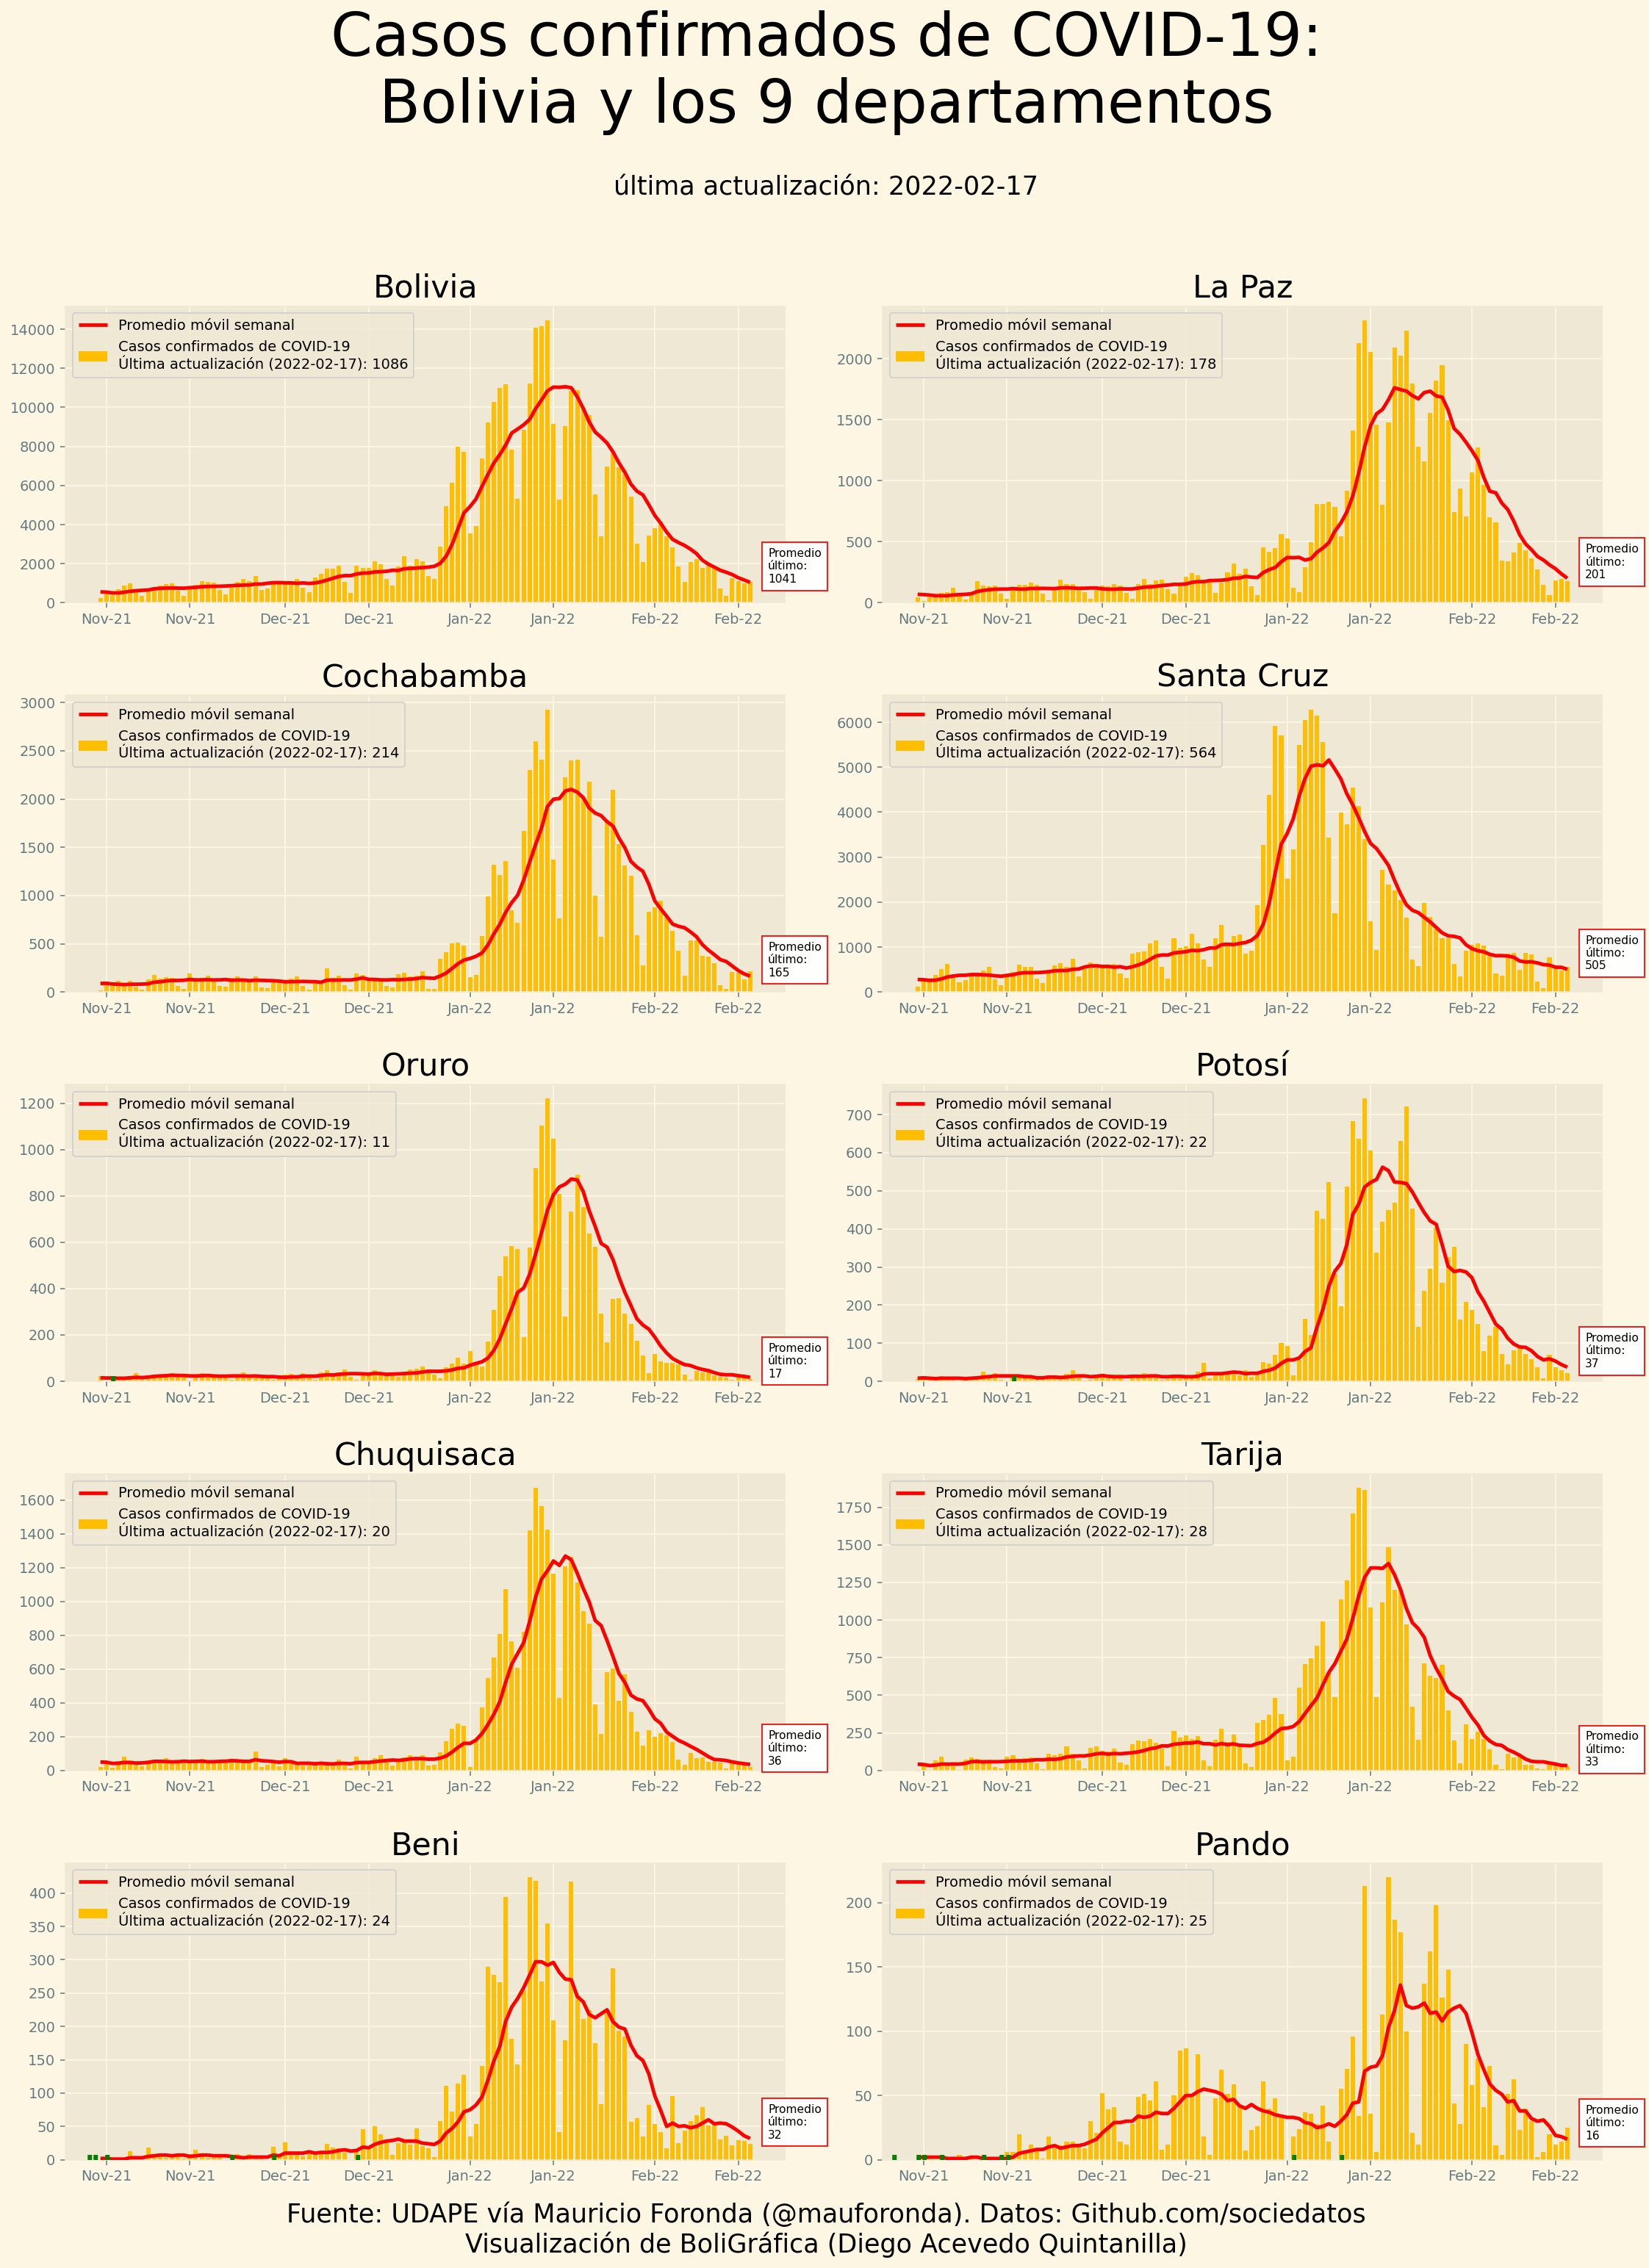 Casos confirmados de COVID-19:
Bolivia y los 9 departamentos
última actualización: 2022-02-17
Bolivia
Promedio móvil semanal
Casos confirmados de COVID-19
Última actualización (2022-02-17): 1086
14000
12000
10000
8000
6000
4000
2000
0
Promedio
último:
1041
Nov-21 Nov-21 Dec-21 Dec-21 Jan-22 Jan-22 Feb-22 Feb-22
La Paz
Promedio móvil semanal
Casos confirmados de COVID-19
Última actualización (2022-02-17): 178
2000
1500
1000
500
0
Promedio
último:
201
Nov-21 Nov-21 Dec-21 Dec-21 Jan-22 Jan-22 Feb-22 Feb-22
Cochabamba
Promedio móvil semanal
Casos confirmados de COVID-19
Última actualización (2022-02-17): 214
3000
2500
2000
1500
1000
500
0
Promedio
último:
165
Nov-21 Nov-21 Dec-21 Dec-21 Jan-22 Jan-22 Feb-22 Feb-22
Santa Cruz
Promedio móvil semanal
Casos confirmados de COVID-19
Última actualización (2022-02-17): 564
6000
5000
4000
3000
2000
1000
0
Promedio
último:
505
Nov-21 Nov-21 Dec-21 Dec-21 Jan-22 Jan-22 Feb-22 Feb-22
Oruro
Promedio móvil semanal
Casos confirmados de COVID-19
Última actualización (2022-02-17): 11
1200
1000
800
600
400
200
0
Promedio
último:
17
Nov-21 Nov-21 Dec-21 Dec-21 Jan-22 Jan-22 Feb-22 Feb-22
Potosí
Promedio móvil semanal
Casos confirmados de COVID-19
Última actualización (2022-02-17): 22
700
600
500
400
300
200
100
0
Promedio
último:
37
Nov-21 Nov-21 Dec-21 Dec-21 Jan-22 Jan-22 Feb-22 Feb-22
Chuquisaca
Promedio móvil semanal
Casos confirmados de COVID-19
Última actualización (2022-02-17): 20
1600
1400
1200
1000
800
600
400
200
0
Promedio
último:
36
Nov-21 Nov-21 Dec-21 Dec-21 Jan-22 Jan-22 Feb-22 Feb-22
Tarija
Promedio móvil semanal
Casos confirmados de COVID-19
Última actualización (2022-02-17): 28
1750
1500
1250
1000
750
500
250
0
Promedio
último:
33
Nov-21 Nov-21 Dec-21 Dec-21 Jan-22 Jan-22 Feb-22 Feb-22
Beni
Promedio móvil semanal
Casos confirmados de COVID-19
Última actualización (2022-02-17): 24
400
350
300
250
200
150
100
50
0
Promedio
último:
32
Nov-21 Nov-21 Dec-21 Dec-21 Jan-22 Jan-22 Feb-22 Feb-22
Pando
Promedio móvil semanal
Casos confirmados de COVID-19
Última actualización (2022-02-17): 25
200
150
100
50
0
Promedio
último:
16
Nov-21 Nov-21 Dec-21 Dec-21 Jan-22 Jan-22 Feb-22 Feb-22
Fuente: UDAPE vía Mauricio Foronda (@mauforonda). Datos: Github.com/sociedatos
Visualización de BoliGráfica (Diego Acevedo Quintanilla)